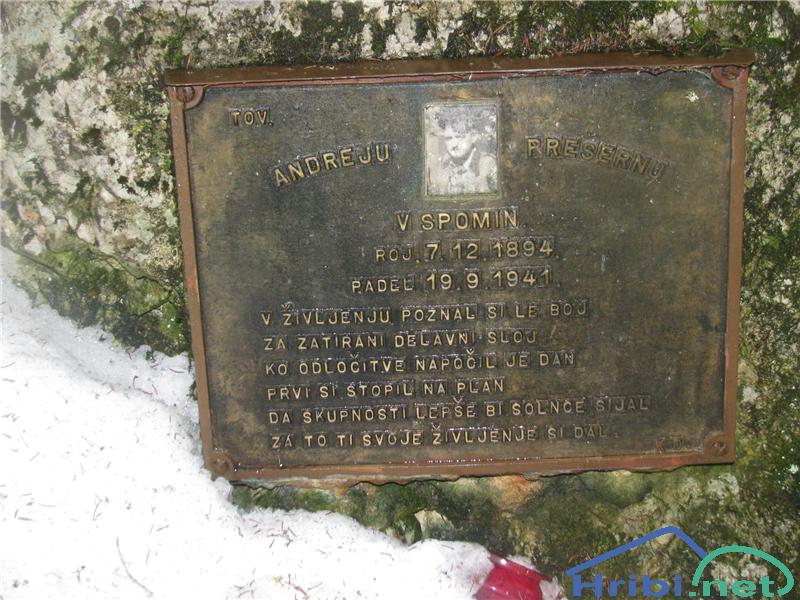 TOV.
ANDREJU PREŠERNU
V SPOMIN
ROJ. 7.12.1894.
PADEL 19.9.1941.
V ŽIVLJENJU POZNAL SI LE BOJ
ZA ZATIRANI DELAVNI SLOJ
KO ODLOČITVE NAPOČIL JE DAN
PRVI SI STOPIL NA PLAN
DA SKUPNOSTI LEPŠE BI SOLNCE SIJAL
ZA TO TI SVOJE ŽIVLJENJE SI DAL.
Hribi.net